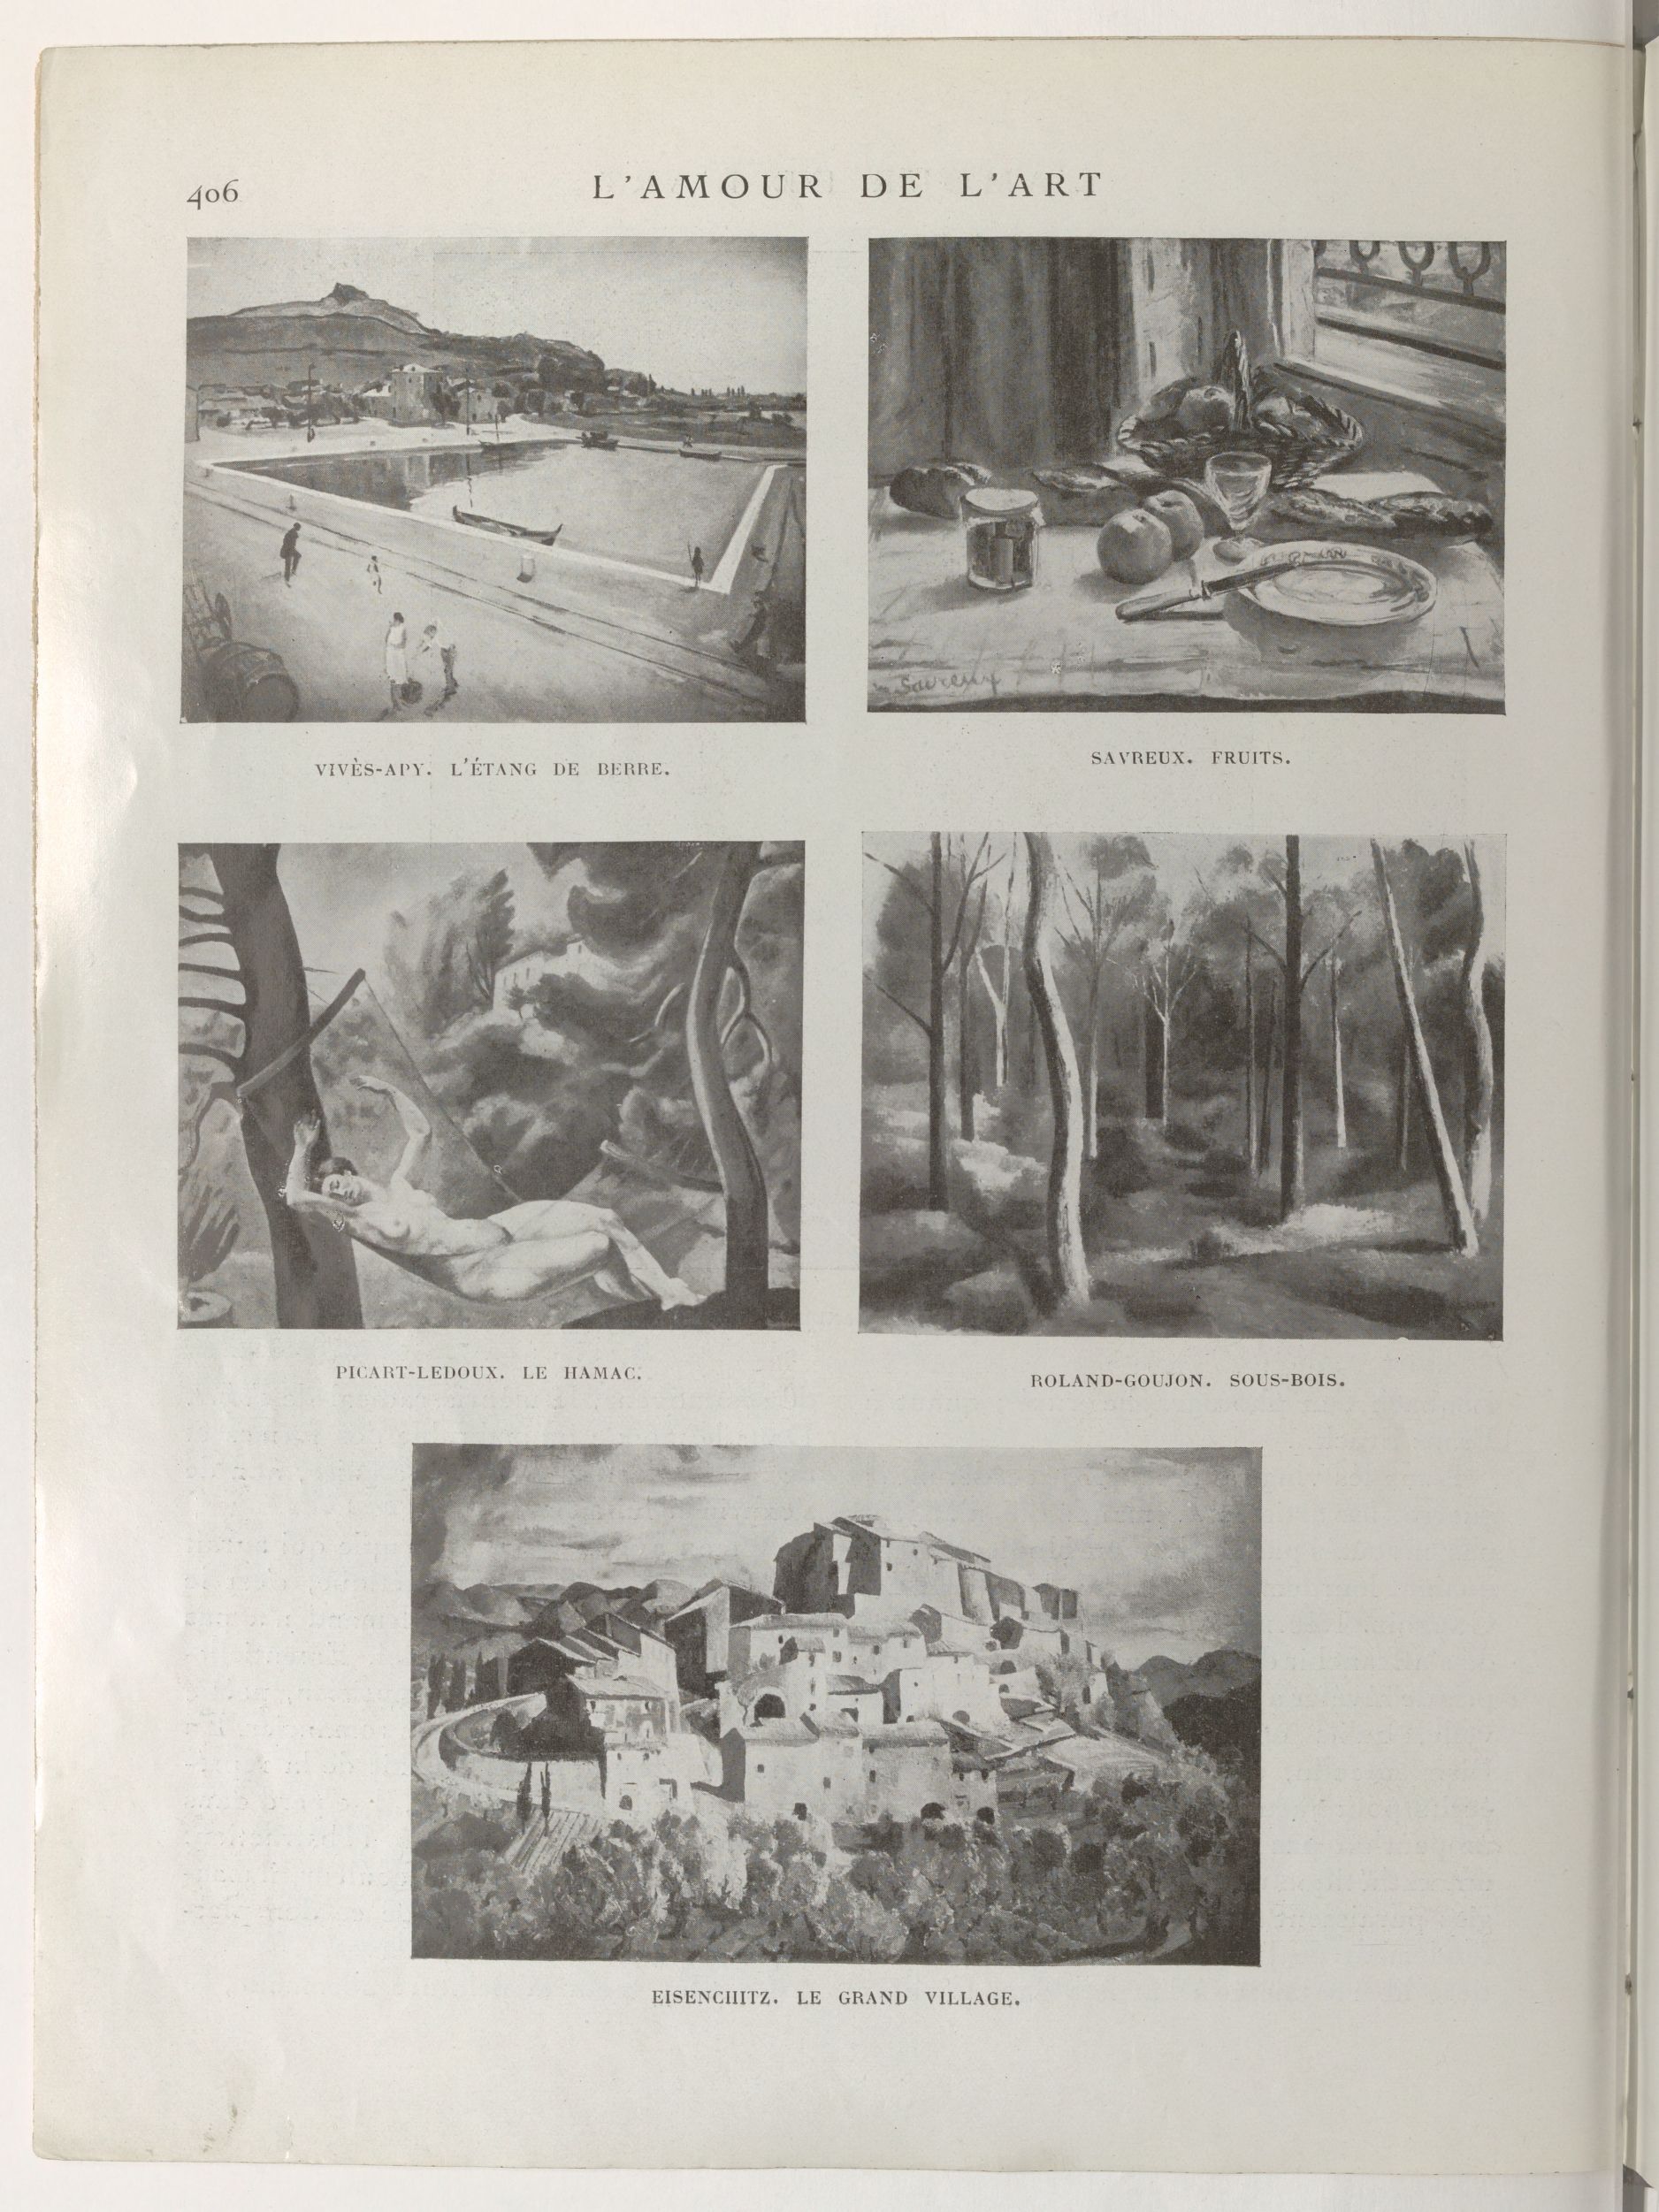 406
L'AMOUR DE L'ART
Savreux
VIVÈS-APY. L'ÉTANG DE BERRE.
SAVREUX. FRUITS.
PICART-LEDOUX. LE HAMAC.
ROLAND-GOUJON. SOUS-BOIS.
EISENCHITZ. LE GRAND VILLAGE.